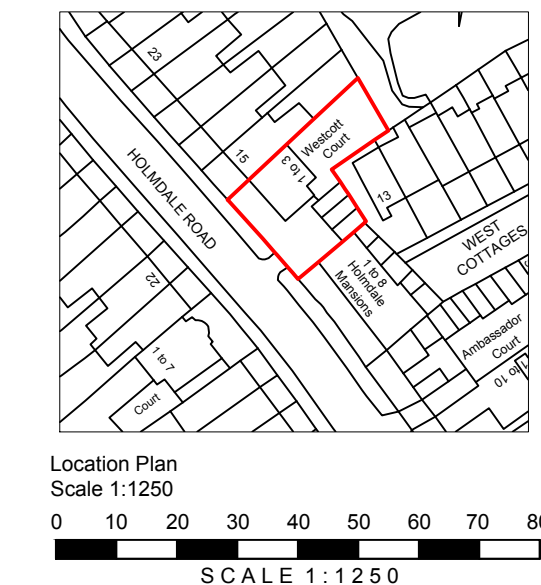 23
Westcott
Court
15
1 to 3
HOLMDALE ROAD
13
WEST
COTTAGES
22
1 to 8
Holmdale
Mansions
1 to 7
Court
Ambassador
Court
1 to 10
Location Plan
Scale 1:1250
0 10 20 30 40 50 60 70 80
SCALE 1:1250